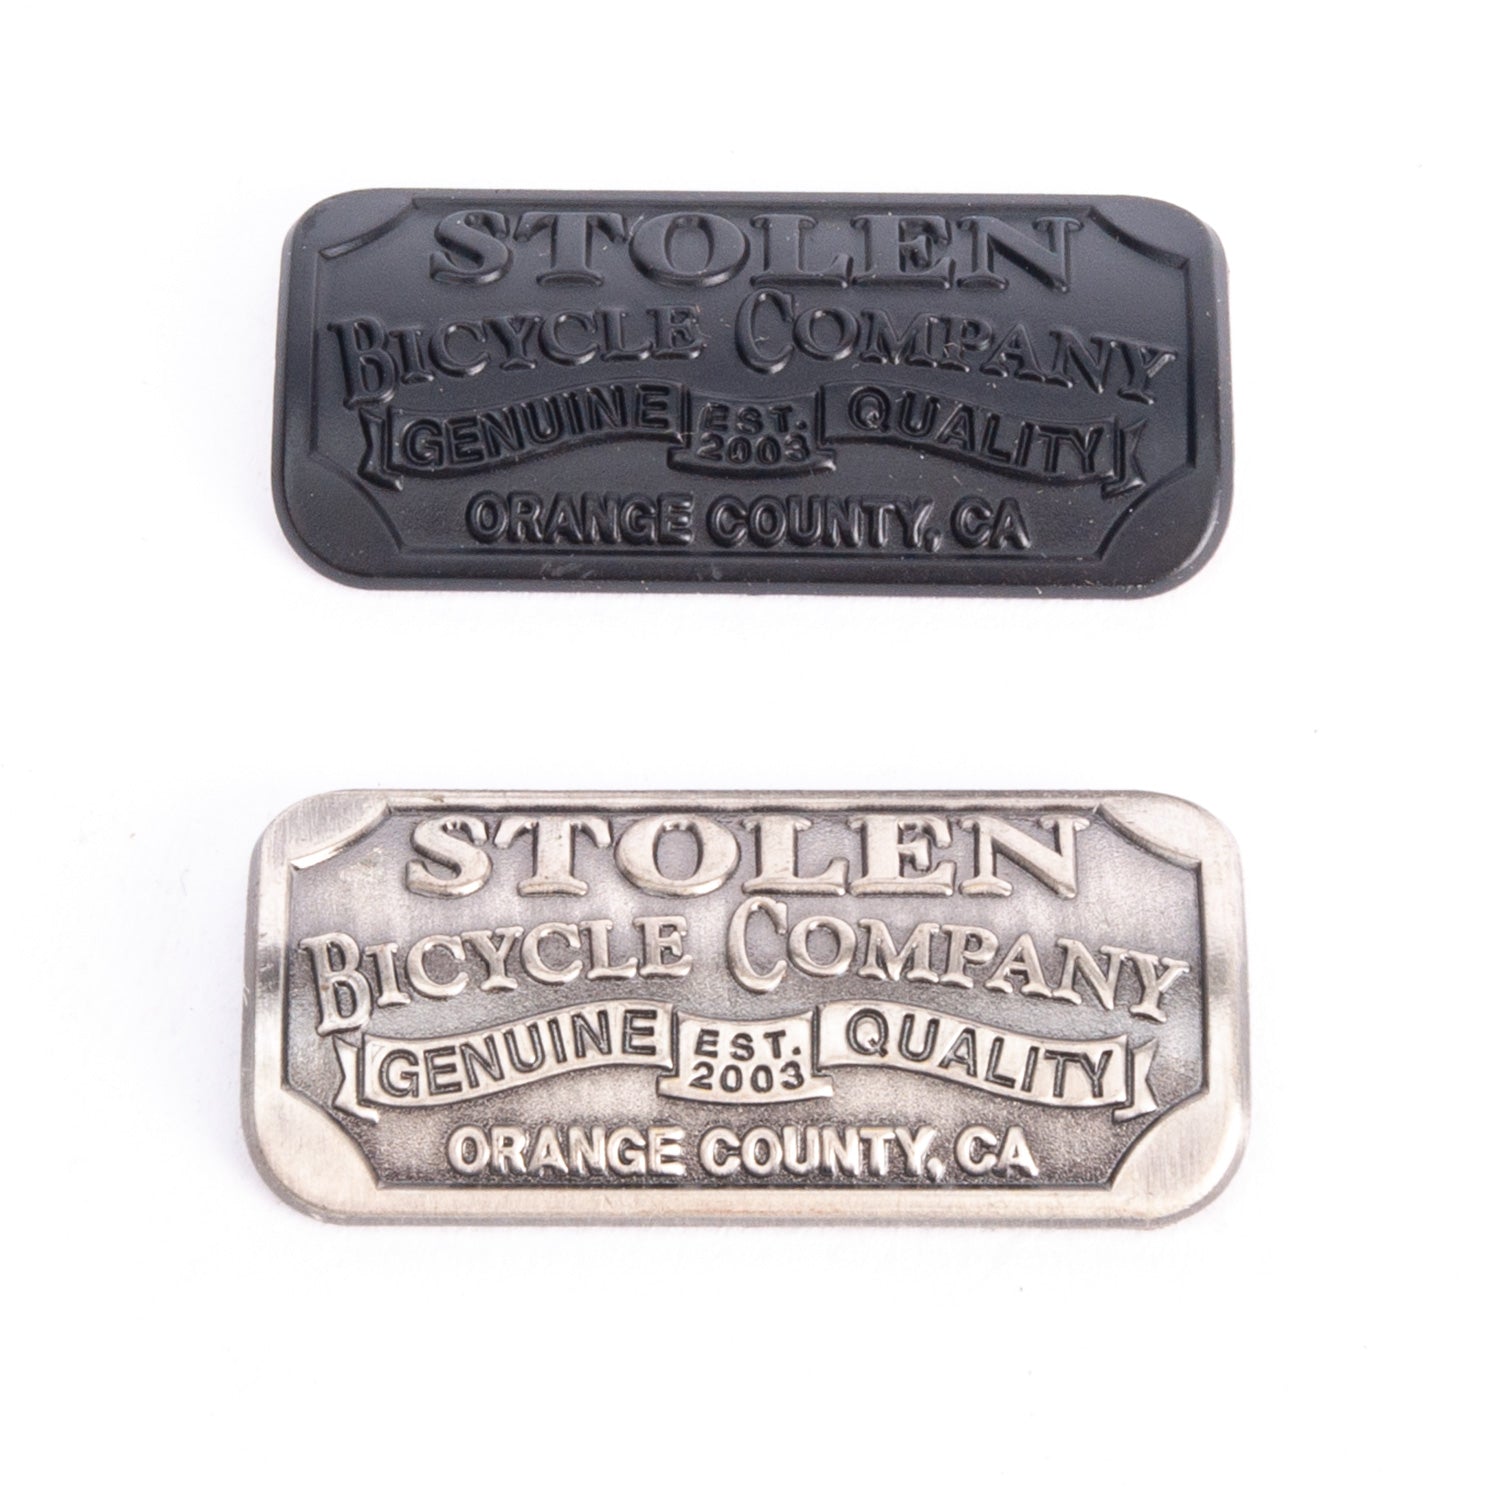 STOLEN
BICYCLE COMPANY
GENUINE EST. 2003 QUALITY
ORANGE COUNTY, CA
STOLEN
BICYCLE COMPANY
GENUINE EST. 2003 QUALITY
ORANGE COUNTY, CA